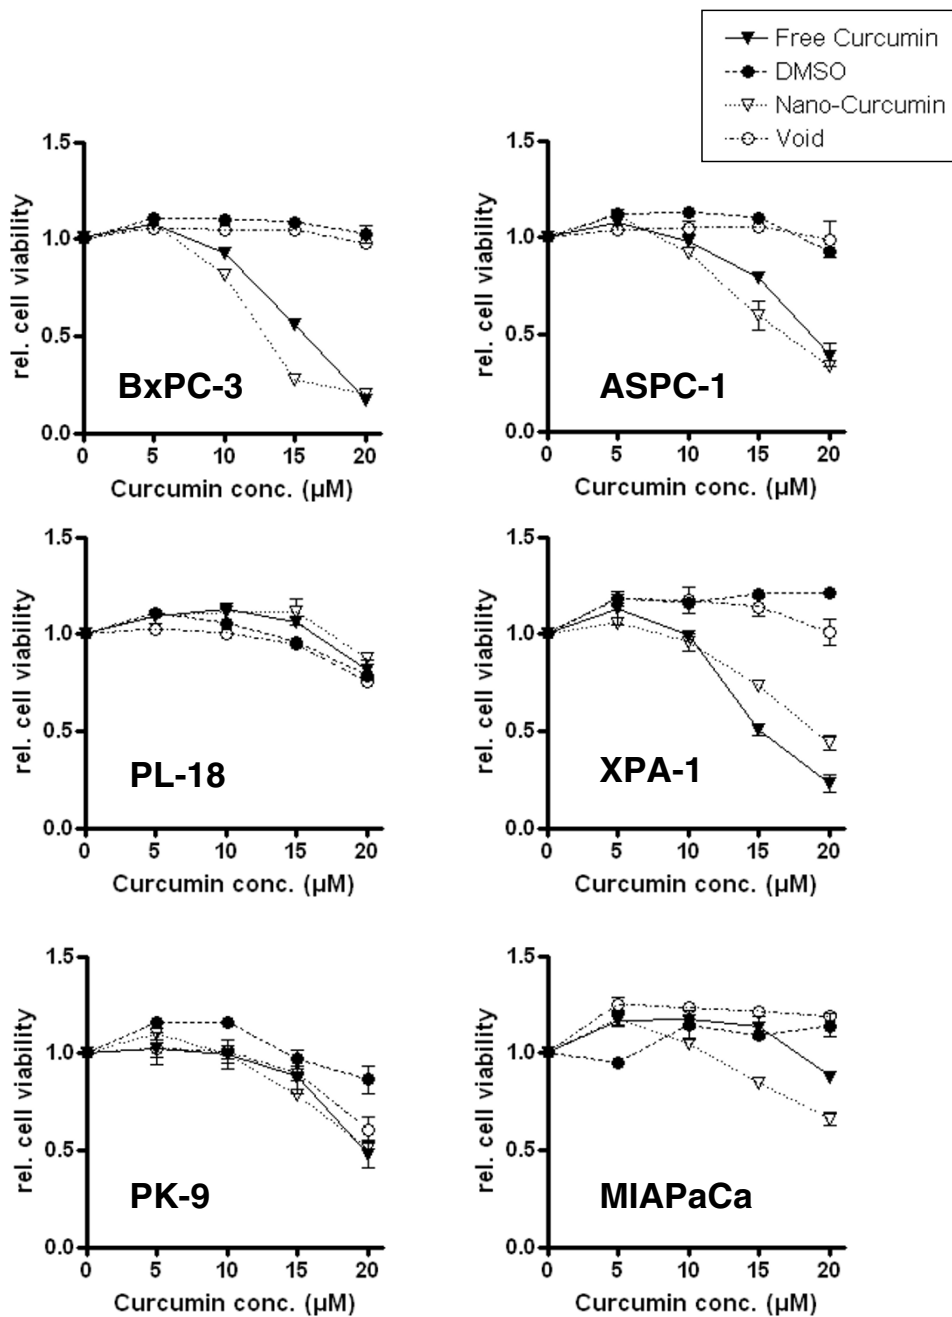 Free Curcumin
DMSO
Nano-Curcumin
Void
rel. cell viability
1.5
1.0
0.5
0.0
BxPC-3
0 5 10 15 20
Curcumin conc. (µM)
rel. cell viability
1.5
1.0
0.5
0.0
ASPC-1
0 5 10 15 20
Curcumin conc. (µM)
rel. cell viability
1.5
1.0
0.5
0.0
PL-18
0 5 10 15 20
Curcumin conc. (µM)
rel. cell viability
1.5
1.0
0.5
0.0
XPA-1
0 5 10 15 20
Curcumin conc. (µM)
rel. cell viability
1.5
1.0
0.5
0.0
PK-9
0 5 10 15 20
Curcumin conc. (µM)
rel. cell viability
1.5
1.0
0.5
0.0
MIAPaCa
0 5 10 15 20
Curcumin conc. (µM)